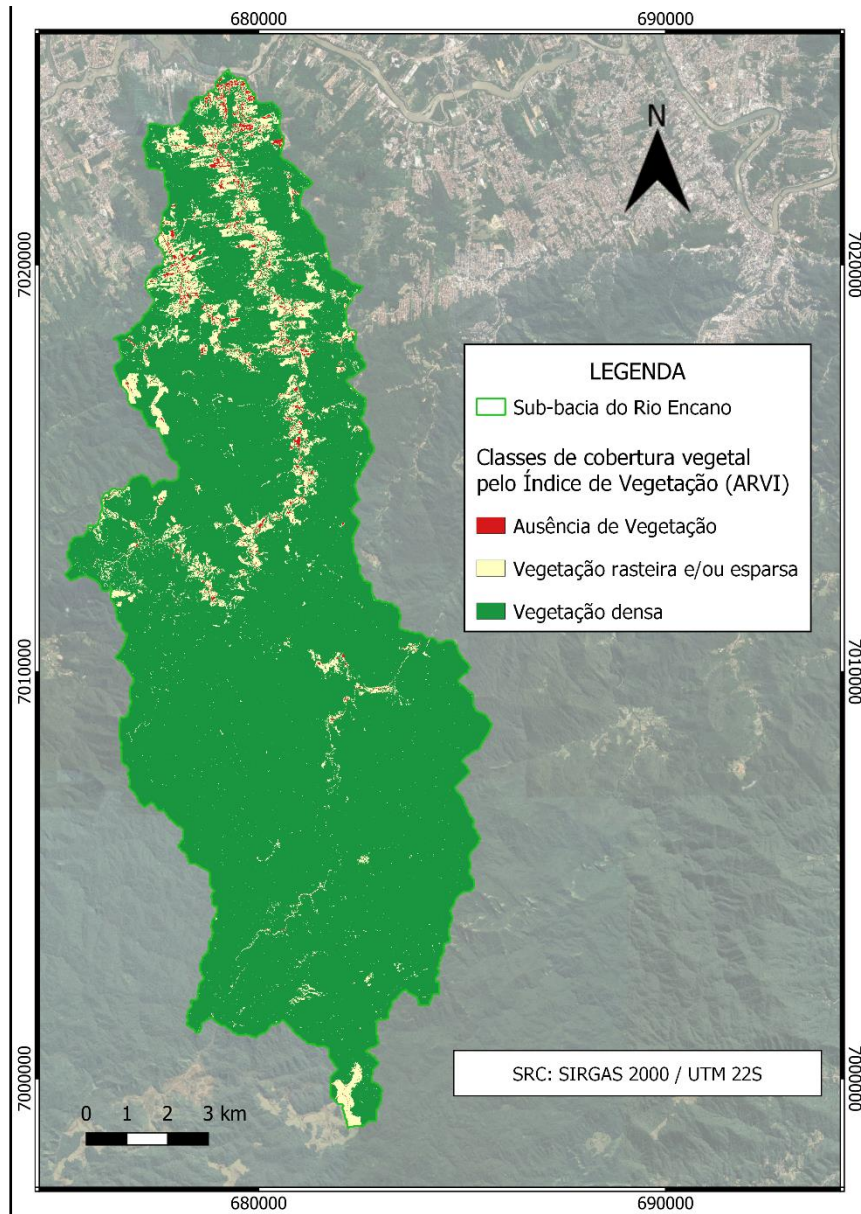 680000
690000
N
7020000
7020000
LEGENDA
Sub-bacia do Rio Encano
Classes de cobertura vegetal
pelo Índice de Vegetação (ARVI)
Ausência de Vegetação
Vegetação rasteira e/ou esparsa
Vegetação densa
7010000
7010000
7000000
7000000
SRC: SIRGAS 2000 / UTM 22S
0 1 2 3 km
680000
690000